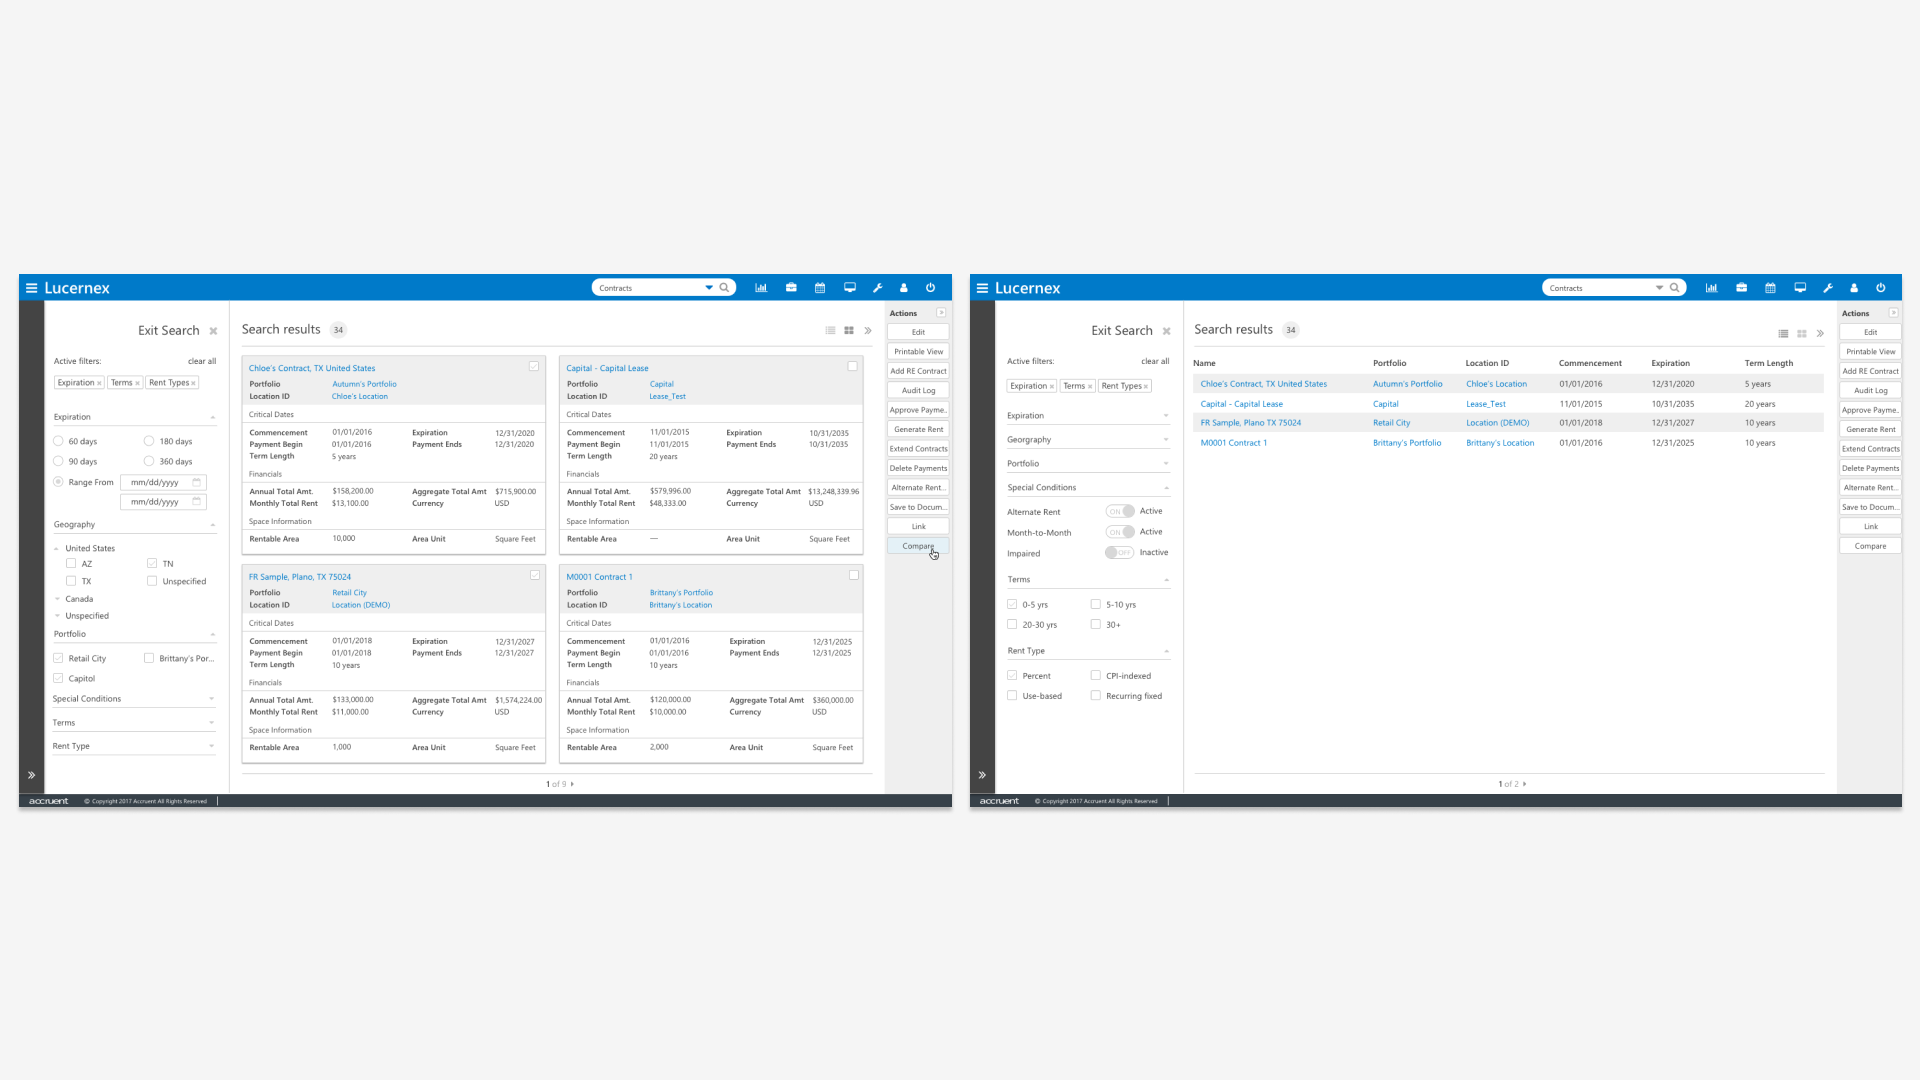 Lucernex
Contracts
Exit Search
Active filters: clear all
Expiration x Terms x Rent Types x
Expiration
60 days 180 days
90 days 360 days
Range From mm/dd/yyyy
mm/dd/yyyy
Geography
United States
AZ TN
TX Unspecified
Canada
Unspecified
Portfolio
Retail City Brittany's Por...
Capitol
Special Conditions
Terms
Rent Type
Search results 34
Chloe's Contract, TX United States
Portfolio Autumn's Portfolio
Location ID Chloe's Location
Critical Dates
Commencement 01/01/2016 Expiration 12/31/2020
Payment Begin 01/01/2016 Payment Ends 12/31/2020
Term Length 5 years
Financials
Annual Total Amt. $158,200.00 Aggregate Total Amt $715,900.00
Monthly Total Rent $13,100.00 Currency USD
Space Information
Rentable Area 10,000 Area Unit Square Feet
Capital - Capital Lease
Portfolio Capital
Location ID Lease_Test
Critical Dates
Commencement 11/01/2015 Expiration 10/31/2035
Payment Begin 11/01/2015 Payment Ends 10/31/2035
Term Length 20 years
Financials
Annual Total Amt. $579,996.00 Aggregate Total Amt $13,248,339.96
Monthly Total Rent $48,333.00 Currency USD
Space Information
Rentable Area — Area Unit Square Feet
FR Sample, Plano, TX 75024
Portfolio Retail City
Location ID Location (DEMO)
Critical Dates
Commencement 01/01/2018 Expiration 12/31/2027
Payment Begin 01/01/2018 Payment Ends 12/31/2027
Term Length 10 years
Financials
Annual Total Amt. $133,000.00 Aggregate Total Amt $1,574,224.00
Monthly Total Rent $11,000.00 Currency USD
Space Information
Rentable Area 1,000 Area Unit Square Feet
M0001 Contract 1
Portfolio Brittany's Portfolio
Location ID Brittany's Location
Critical Dates
Commencement 01/01/2016 Expiration 12/31/2025
Payment Begin 01/01/2016 Payment Ends 12/31/2025
Term Length 10 years
Financials
Annual Total Amt. $120,000.00 Aggregate Total Amt $360,000.00
Monthly Total Rent $10,000.00 Currency USD
Space Information
Rentable Area 2,000 Area Unit Square Feet
1 of 9
Actions
Edit
Printable View
Add RE Contract
Audit Log
Approve Payme..
Generate Rent
Extend Contracts
Delete Payments
Alternate Rent...
Save to Docum...
Link
Compare
accruent © Copyright 2017 Accruent All Rights Reserved
Lucernex
Contracts
Exit Search
Active filters: clear all
Expiration x Terms x Rent Types x
Expiration
Geography
Portfolio
Special Conditions
Alternate Rent ON Active
Month-to-Month ON Active
Impaired OFF Inactive
Terms
0-5 yrs 5-10 yrs
20-30 yrs 30+
Rent Type
Percent CPI-indexed
Use-based Recurring fixed
Search results 34
Name Portfolio Location ID Commencement Expiration Term Length
Chloe's Contract, TX United States Autumn's Portfolio Chloe's Location 01/01/2016 12/31/2020 5 years
Capital - Capital Lease Capital Lease_Test 11/01/2015 10/31/2035 20 years
FR Sample, Plano TX 75024 Retail City Location (DEMO) 01/01/2018 12/31/2027 10 years
M0001 Contract 1 Brittany's Portfolio Brittany's Location 01/01/2016 12/31/2025 10 years
1 of 2
Actions
Edit
Printable View
Add RE Contract
Audit Log
Approve Payme..
Generate Rent
Extend Contracts
Delete Payments
Alternate Rent...
Save to Docum...
Link
Compare
accruent © Copyright 2017 Accruent All Rights Reserved